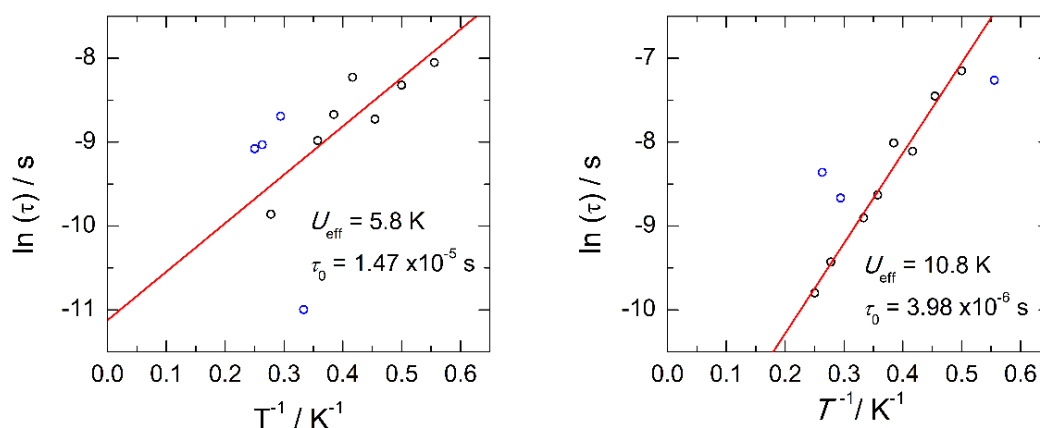 -8
-9
-10
-11
ln (τ) / s
U_eff = 5.8 K
τ_0 = 1.47 x10^-5 s
0.0 0.1 0.2 0.3 0.4 0.5 0.6
T^-1 / K^-1
-7
-8
-9
-10
ln (τ) / s
U_eff = 10.8 K
τ_0 = 3.98 x10^-6 s
0.0 0.1 0.2 0.3 0.4 0.5 0.6
T^-1 / K^-1